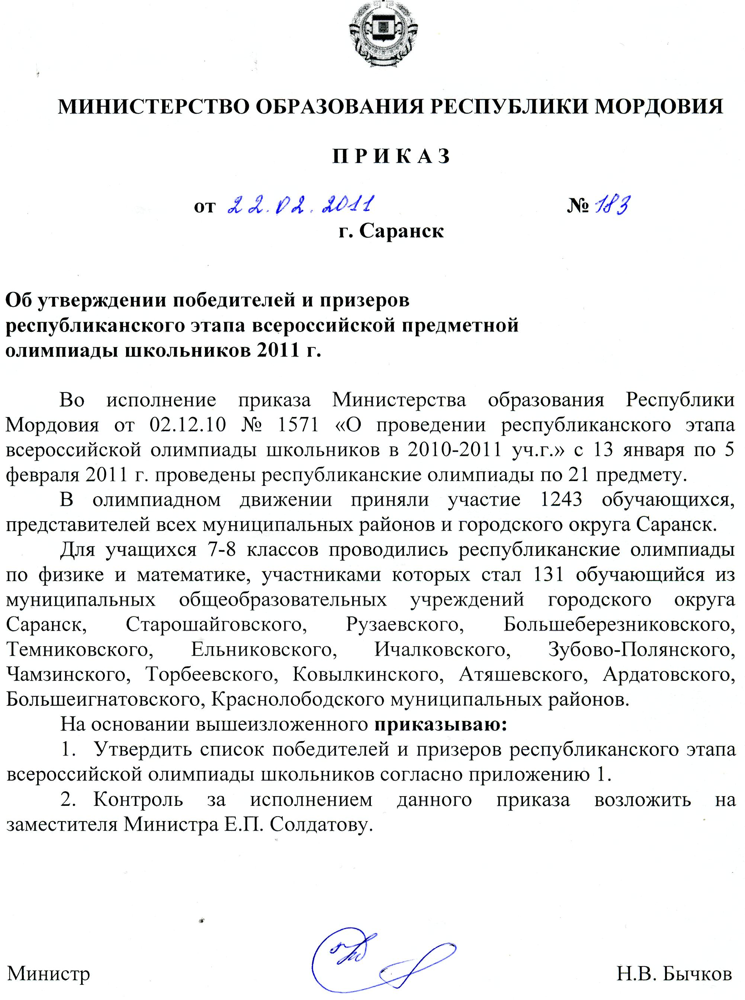 МИНИСТЕРСТВО ОБРАЗОВАНИЯ РЕСПУБЛИКИ МОРДОВИЯ
П Р И К А З
от 22.02.2011 № 183
г. Саранск
Об утверждении победителей и призеров
республиканского этапа всероссийской предметной
олимпиады школьников 2011 г.
Во исполнение приказа Министерства образования Республики
Мордовия от 02.12.10 № 1571 «О проведении республиканского этапа
всероссийской олимпиады школьников в 2010-2011 уч.г.» с 13 января по 5
февраля 2011 г. проведены республиканские олимпиады по 21 предмету.
В олимпиадном движении приняли участие 1243 обучающихся,
представителей всех муниципальных районов и городского округа Саранск.
Для учащихся 7-8 классов проводились республиканские олимпиады
по физике и математике, участниками которых стал 131 обучающийся из
муниципальных общеобразовательных учреждений городского округа
Саранск, Старошайговского, Рузаевского, Большеберезниковского,
Темниковского, Ельниковского, Ичалковского, Зубово-Полянского,
Чамзинского, Торбеевского, Ковылкинского, Атяшевского, Ардатовского,
Большеигнатовского, Краснолободского муниципальных районов.
На основании вышеизложенного приказываю:
1. Утвердить список победителей и призеров республиканского этапа
всероссийской олимпиады школьников согласно приложению 1.
2. Контроль за исполнением данного приказа возложить на
заместителя Министра Е.П. Солдатову.
Министр Н.В. Бычков